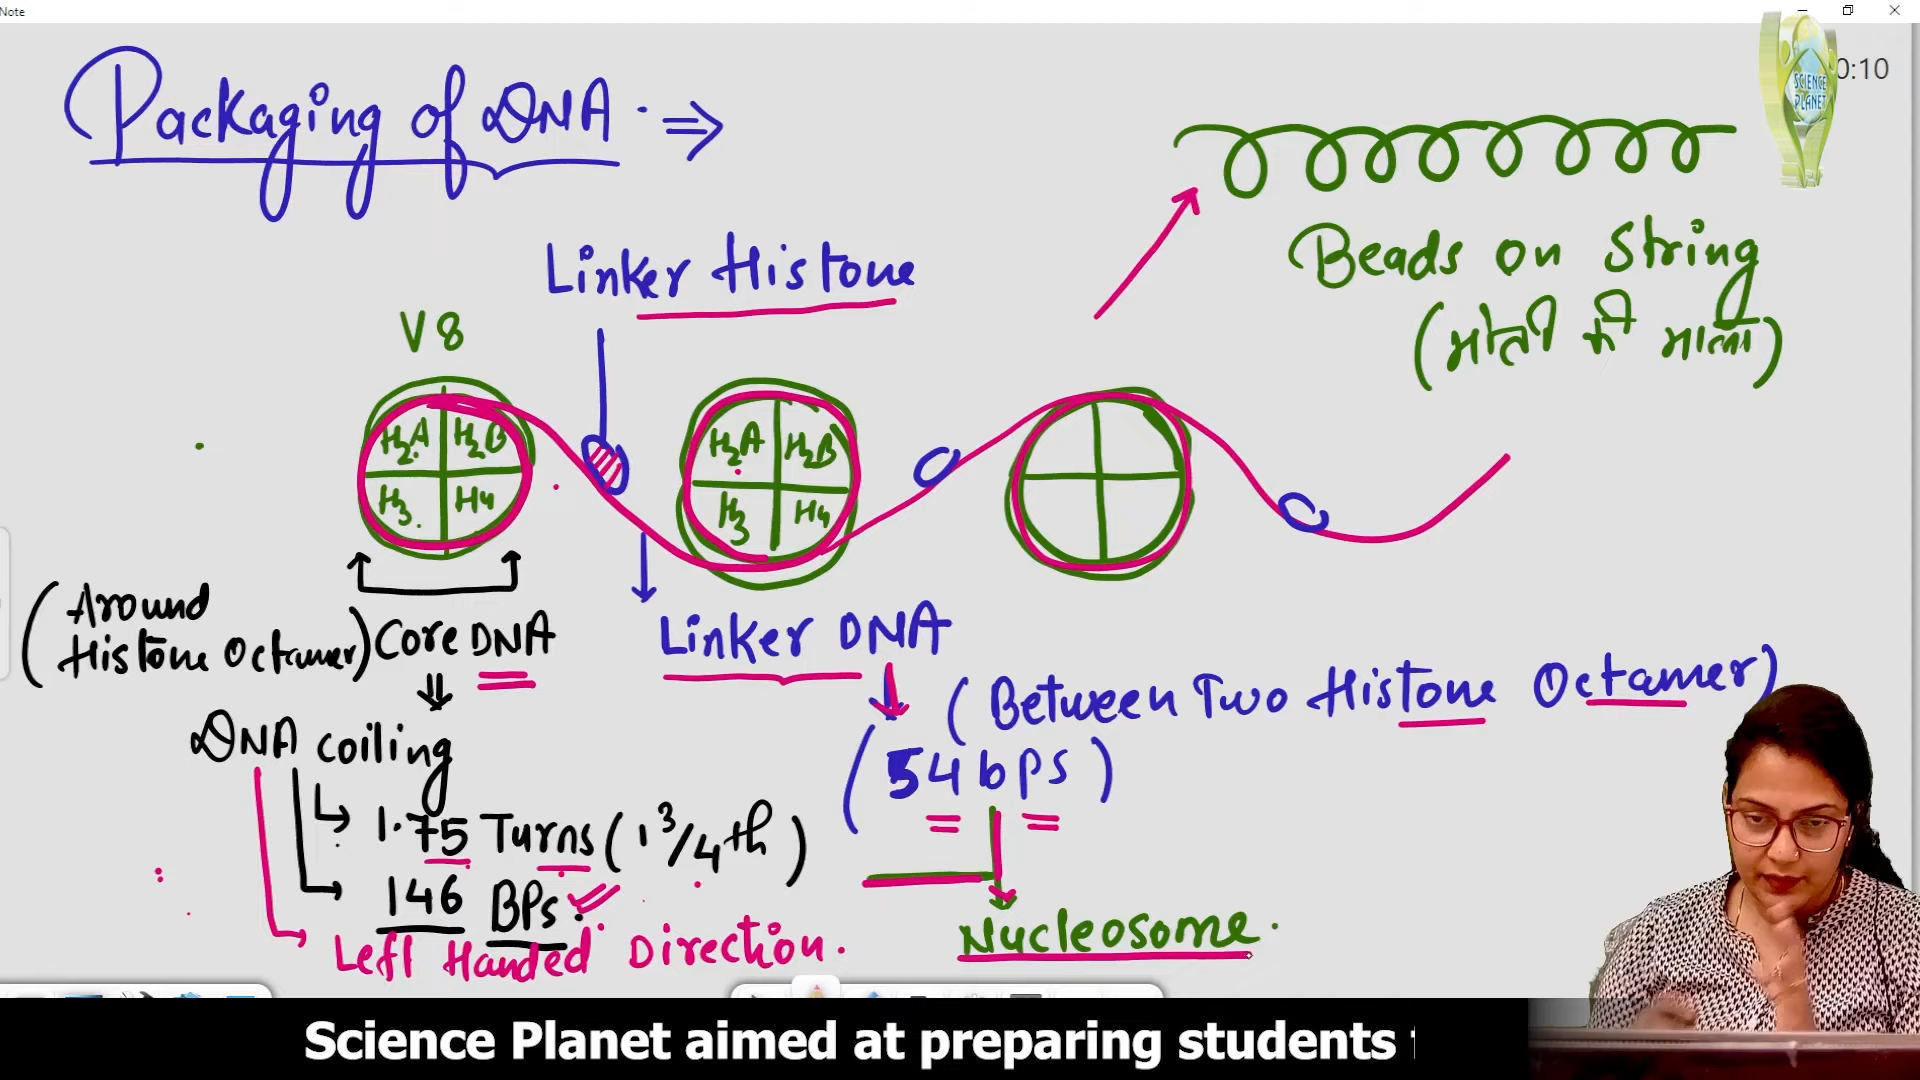 Note
0:10
SCIENCE
PLANET
Packaging of DNA ⇒
Beads on String
(मोती की माला)
Linker Histone
V8
H2A H2B
H3 H4
H2A H2B
H3 H4
(Around
Histone Octamer) Core DNA
⇓
Linker DNA
(Between Two Histone Octamer)
(54 bps)
DNA coiling
1.75 Turns (1 3/4th)
146 BPs.
Left Handed Direction.
Nucleosome.
Science Planet aimed at preparing students